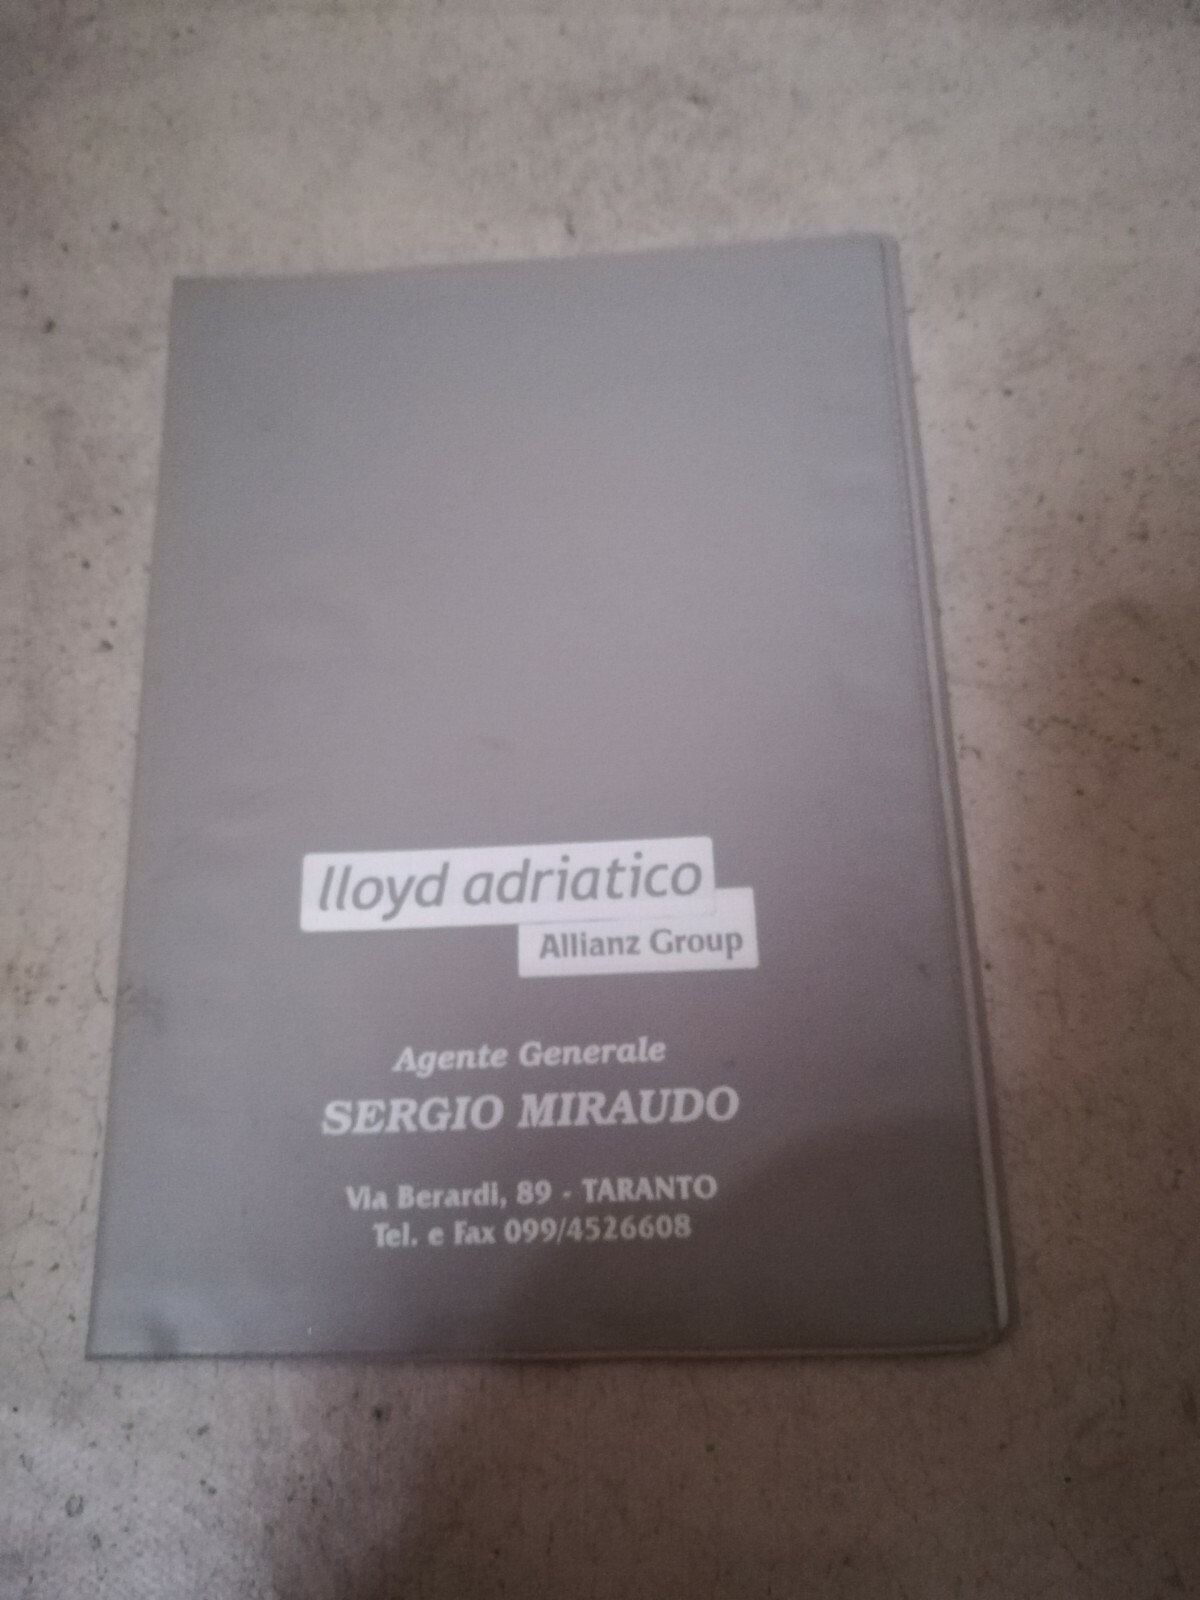 lloyd adriatico
Allianz Group
Agente Generale
SERGIO MIRAUDO
Via Berardi, 89 - TARANTO
Tel. e Fax 099/4526608